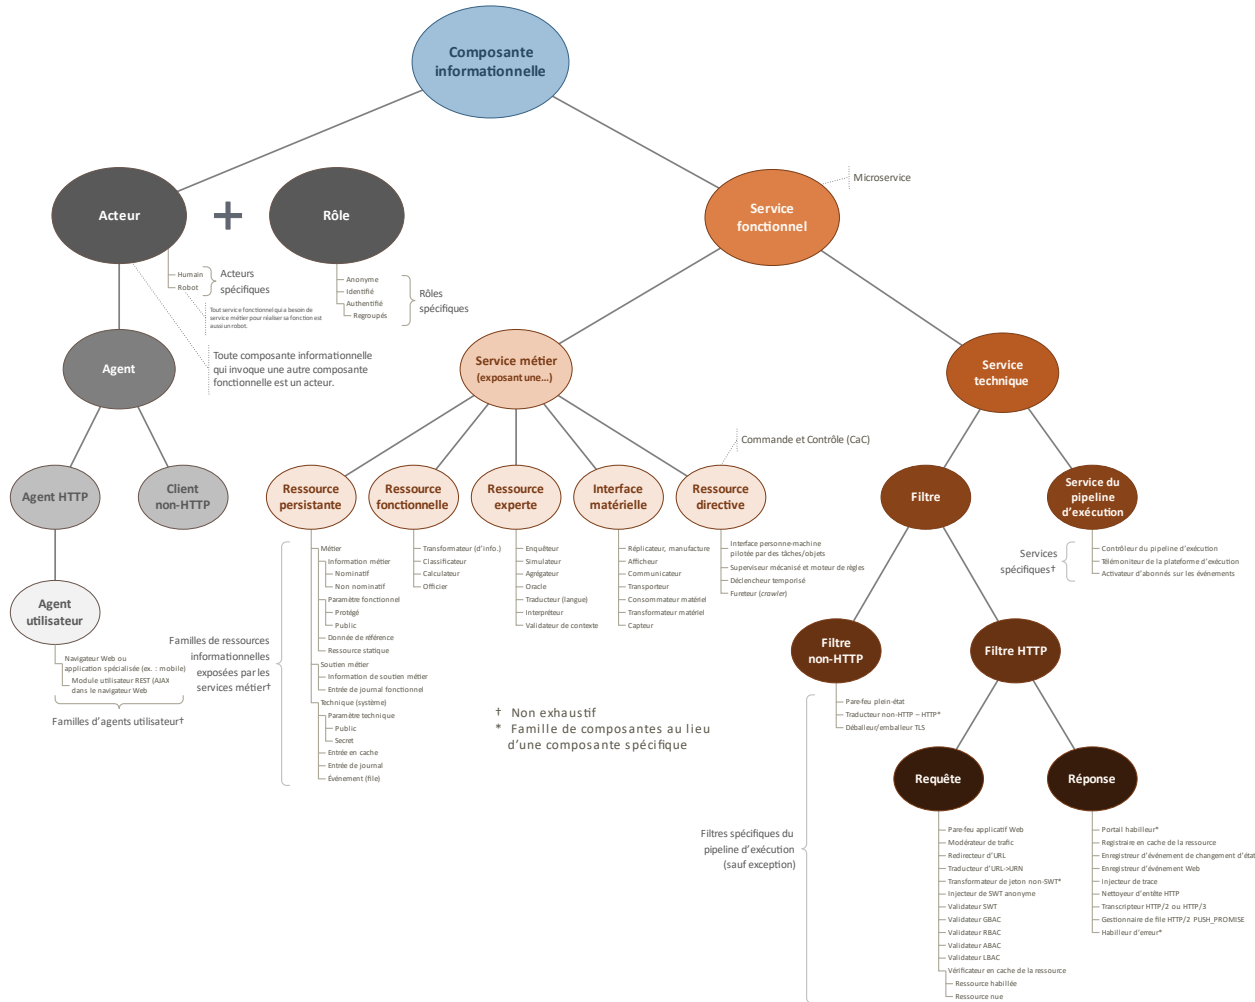 Composante
informationnelle
Acteur
Rôle
Service
fonctionnel
Microservice
Humain
Robot
Acteurs
spécifiques
Tout service fonctionnel qui a besoin de
service métier pour réaliser sa fonction est
aussi un robot.
Toute composante informationnelle
qui invoque une autre composante
fonctionnelle est un acteur.
Anonyme
Identifié
Authentifié
Regroupés
Rôles
spécifiques
Agent
Service métier
(exposant une...)
Service
technique
Commande et Contrôle (CaC)
Agent HTTP
Client
non-HTTP
Ressource
persistante
Ressource
fonctionnelle
Ressource
experte
Interface
matérielle
Ressource
directive
Filtre
Service du
pipeline
d'exécution
Agent
utilisateur
Navigateur Web ou
application spécialisée (ex. : mobile)
Module utilisateur REST (AJAX
dans le navigateur Web
Familles d'agents utilisateur†
Familles de ressources
informationnelles
exposées par les
services métier†
Métier
Information métier
Nominatif
Non nominatif
Paramètre fonctionnel
Protégé
Public
Donnée de référence
Ressource statique
Soutien métier
Information de soutien métier
Entrée de journal fonctionnel
Technique (système)
Paramètre technique
Public
Secret
Entrée en cache
Entrée de journal
Événement (file)
Transformateur (d'info.)
Classificateur
Calculateur
Officier
Enquêteur
Simulateur
Agrégateur
Oracle
Traducteur (langue)
Interpréteur
Validateur de contexte
Réplicateur, manufacture
Afficheur
Communicateur
Transporteur
Consommateur matériel
Transformateur matériel
Capteur
Interface personne-machine
pilotée par des tâches/objets
Superviseur mécanisé et moteur de règles
Déclencheur temporisé
Fureteur (crawler)
Services
spécifiques†
Contrôleur du pipeline d'exécution
Télémoniteur de la plateforme d'exécution
Activateur d'abonnés sur les événements
† Non exhaustif
* Famille de composantes au lieu
d'une composante spécifique
Filtre
non-HTTP
Filtre HTTP
Pare-feu plein-état
Traducteur non-HTTP – HTTP*
Déballeur/emballeur TLS
Requête
Réponse
Filtres spécifiques du
pipeline d'exécution
(sauf exception)
Pare-feu applicatif Web
Modérateur de trafic
Redirecteur d'URL
Traducteur d'URL->URN
Transformateur de jeton non-SWT*
Injecteur de SWT anonyme
Validateur SWT
Validateur GBAC
Validateur RBAC
Validateur ABAC
Validateur LBAC
Vérificateur en cache de la ressource
Ressource habillée
Ressource nue
Portail habilleur*
Registraire en cache de la ressource
Enregistreur d'événement de changement d'état
Enregistreur d'événement Web
Injecteur de trace
Nettoyeur d'entête HTTP
Transcripteur HTTP/2 ou HTTP/3
Gestionnaire de file HTTP/2 PUSH_PROMISE
Habilleur d'erreur*